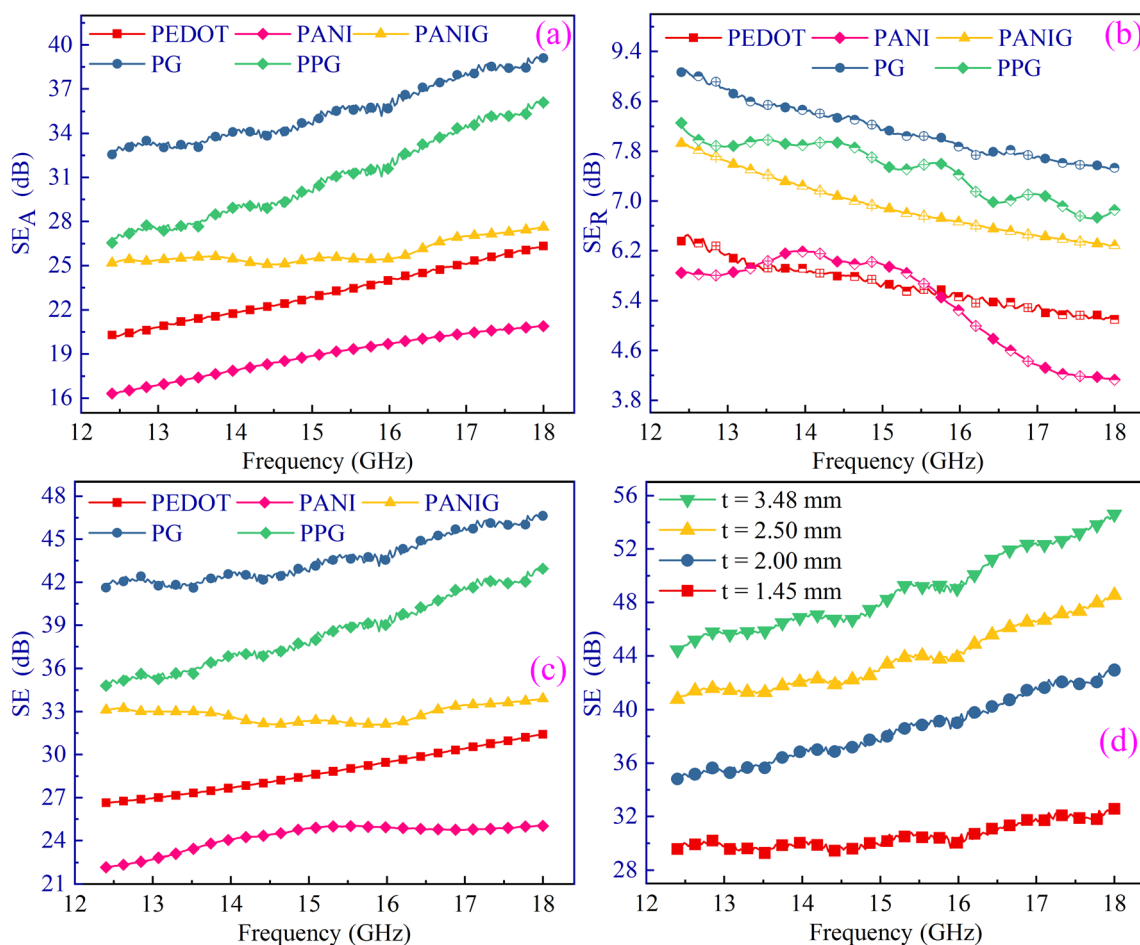 PEDOT PANI PANIG
PG PPG
(a)
SE_A (dB)
40
37
34
31
28
25
22
19
16
12 13 14 15 16 17 18
Frequency (GHz)
PEDOT PANI PANIG
PG PPG
(b)
SE_R (dB)
9.4
8.6
7.8
7.0
6.2
5.4
4.6
3.8
12 13 14 15 16 17 18
Frequency (GHz)
PEDOT PANI PANIG
PG PPG
(c)
SE (dB)
48
45
42
39
36
33
30
27
24
21
12 13 14 15 16 17 18
Frequency (GHz)
t = 3.48 mm
t = 2.50 mm
t = 2.00 mm
t = 1.45 mm
(d)
SE (dB)
56
52
48
44
40
36
32
28
12 13 14 15 16 17 18
Frequency (GHz)